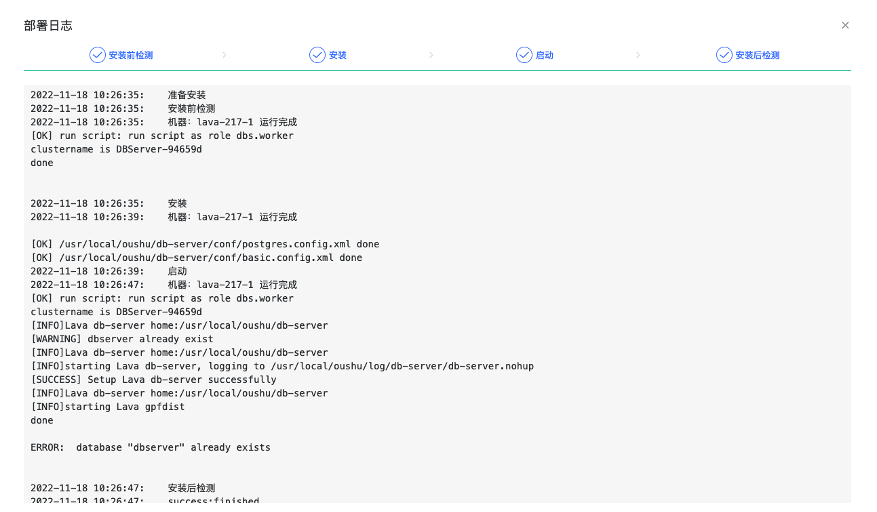 部署日志
安装前检测 安装 启动 安装后检测
2022-11-18 10:26:35: 准备安装
2022-11-18 10:26:35: 安装前检测
2022-11-18 10:26:35: 机器: lava-217-1 运行完成
[OK] run script: run script as role dbs.worker
clustername is DBServer-94659d
done
2022-11-18 10:26:35: 安装
2022-11-18 10:26:39: 机器: lava-217-1 运行完成
[OK] /usr/local/oushu/db-server/conf/postgres.config.xml done
[OK] /usr/local/oushu/db-server/conf/basic.config.xml done
2022-11-18 10:26:39: 启动
2022-11-18 10:26:47: 机器: lava-217-1 运行完成
[OK] run script: run script as role dbs.worker
clustername is DBServer-94659d
[INFO]Lava db-server home:/usr/local/oushu/db-server
[WARNING] dbserver already exist
[INFO]Lava db-server home:/usr/local/oushu/db-server
[INFO]starting Lava db-server, logging to /usr/local/oushu/log/db-server/db-server.nohup
[SUCCESS] Setup Lava db-server successfully
[INFO]Lava db-server home:/usr/local/oushu/db-server
[INFO]starting Lava gpfdist
done
ERROR: database "dbserver" already exists
2022-11-18 10:26:47: 安装后检测
2022-11-18 10:26:47: success:finished